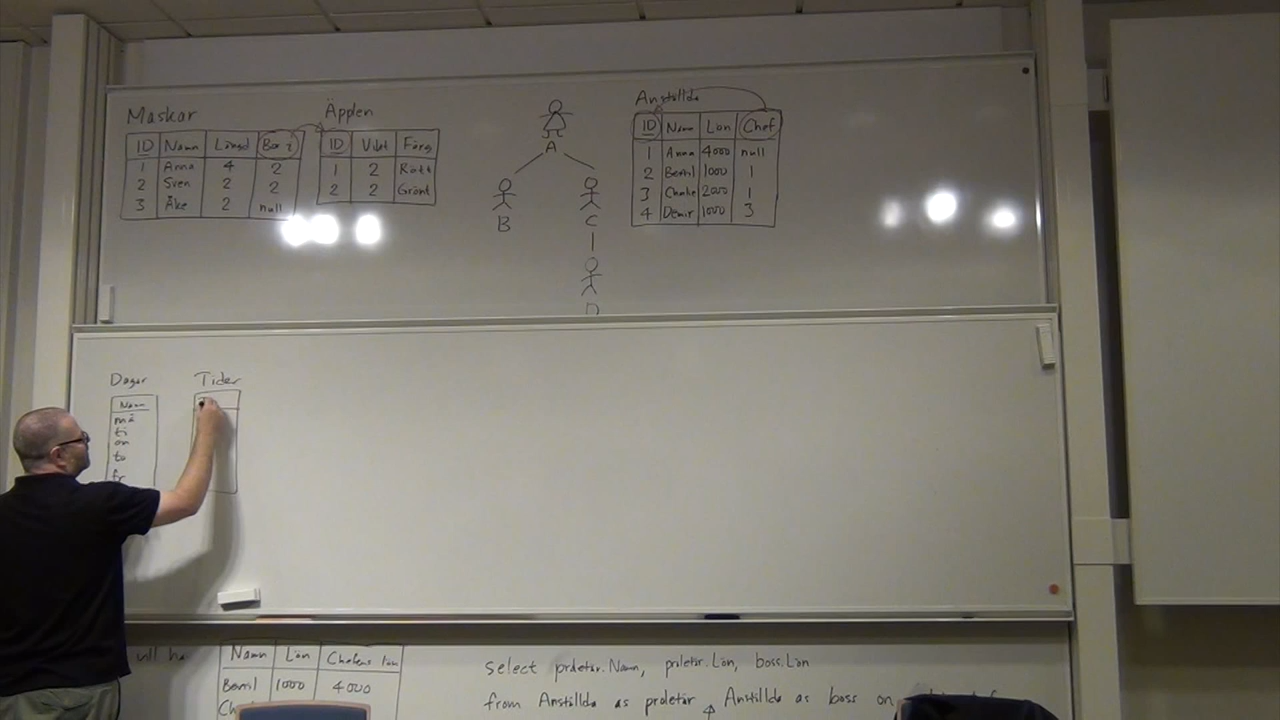 Maskar
ID Namn Längd Bor i
1 Anna 4 2
2 Sven 2 2
3 Åke 2 null
Äpplen
ID Vikt Färg
1 2 Rött
2 2 Grönt
A
B
C
D
Anställda
ID Namn Lön Chef
1 Anna 4000 null
2 Bertil 1000 1
3 Charlie 2000 1
4 Demir 1000 3
Dagar
Namn
må
ti
on
to
fr
Tider
vill ha
Namn Lön Chefens lön
Bertil 1000 4000
select proletär.Namn, proletär.Lön, boss.Lön
from Anställda as proletär Anställda as boss on